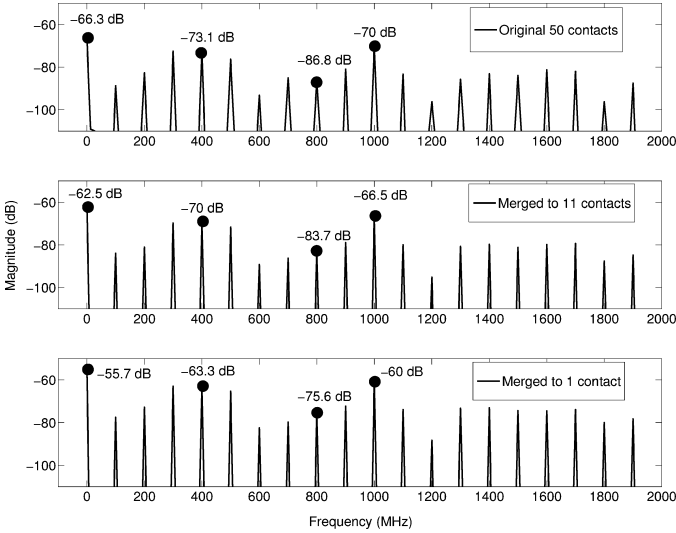 −66.3 dB
−73.1 dB
−86.8 dB
−70 dB
Original 50 contacts
−60
−80
−100
0 200 400 600 800 1000 1200 1400 1600 1800 2000
−62.5 dB
−70 dB
−83.7 dB
−66.5 dB
Merged to 11 contacts
−60
−80
−100
0 200 400 600 800 1000 1200 1400 1600 1800 2000
Magnitude (dB)
−55.7 dB
−63.3 dB
−75.6 dB
−60 dB
Merged to 1 contact
−60
−80
−100
0 200 400 600 800 1000 1200 1400 1600 1800 2000
Frequency (MHz)